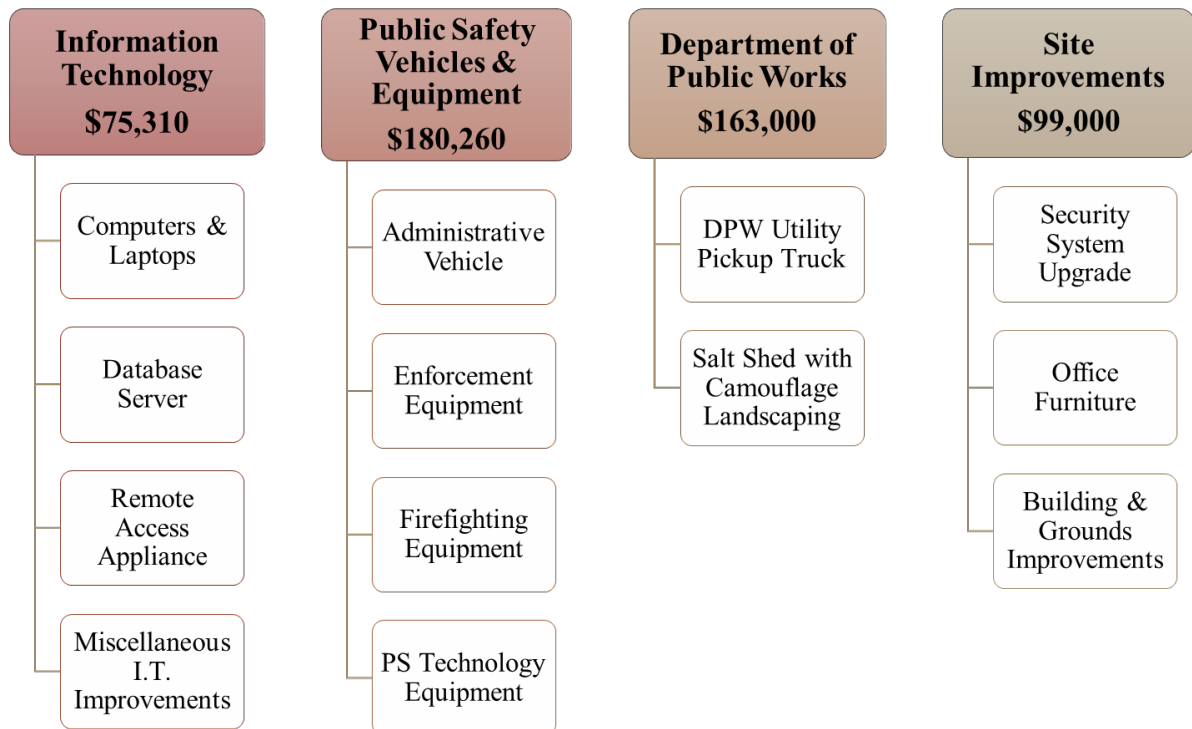 Information
Technology
$75,310
Computers &
Laptops
Database
Server
Remote
Access
Appliance
Miscellaneous
I.T.
Improvements
Public Safety
Vehicles &
Equipment
$180,260
Administrative
Vehicle
Enforcement
Equipment
Firefighting
Equipment
PS Technology
Equipment
Department of
Public Works
$163,000
DPW Utility
Pickup Truck
Salt Shed with
Camouflage
Landscaping
Site
Improvements
$99,000
Security
System
Upgrade
Office
Furniture
Building &
Grounds
Improvements